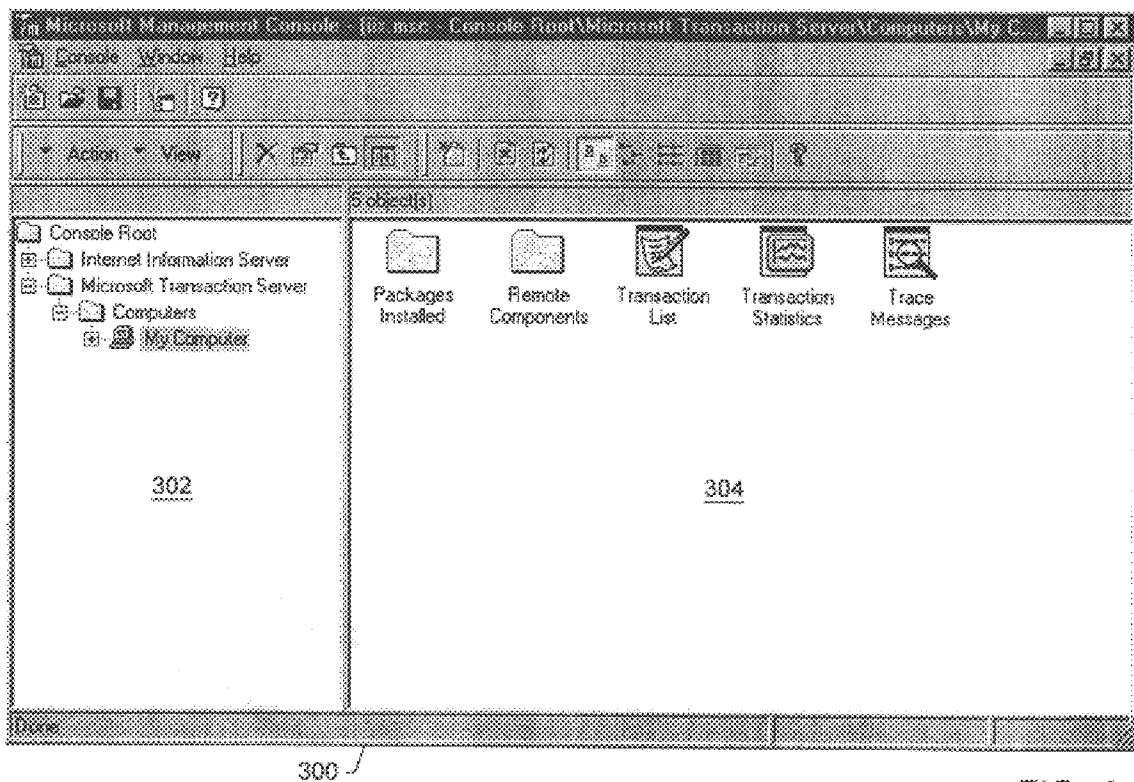 Microsoft Management Console - [iis.msc - Console Root\Microsoft Transaction Server\Computers\My C...
Console Window Help
Action View
5 object(s)
Console Root
Internet Information Server
Microsoft Transaction Server
Computers
My Computer
Packages Installed
Remote Components
Transaction List
Transaction Statistics
Trace Messages
302
304
Done
300